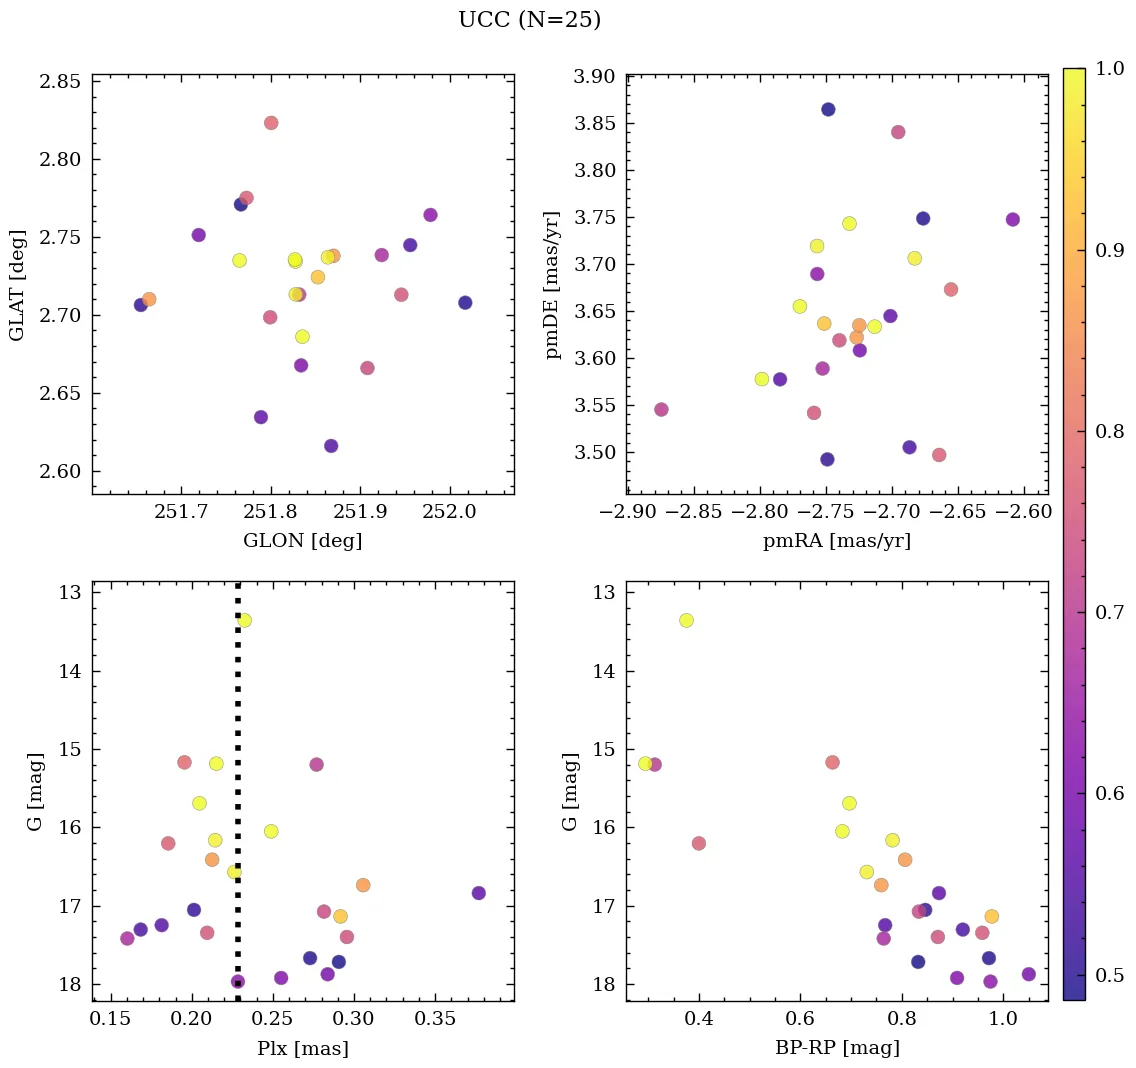 UCC (N=25)
2.85
2.80
2.75
2.70
2.65
2.60
GLAT [deg]
251.7 251.8 251.9 252.0
GLON [deg]
3.90
3.85
3.80
3.75
3.70
3.65
3.60
3.55
3.50
pmDE [mas/yr]
−2.90 −2.85 −2.80 −2.75 −2.70 −2.65 −2.60
pmRA [mas/yr]
1.0
0.9
0.8
0.7
0.6
0.5
13
14
15
16
17
18
G [mag]
0.15 0.20 0.25 0.30 0.35
Plx [mas]
13
14
15
16
17
18
G [mag]
0.4 0.6 0.8 1.0
BP-RP [mag]